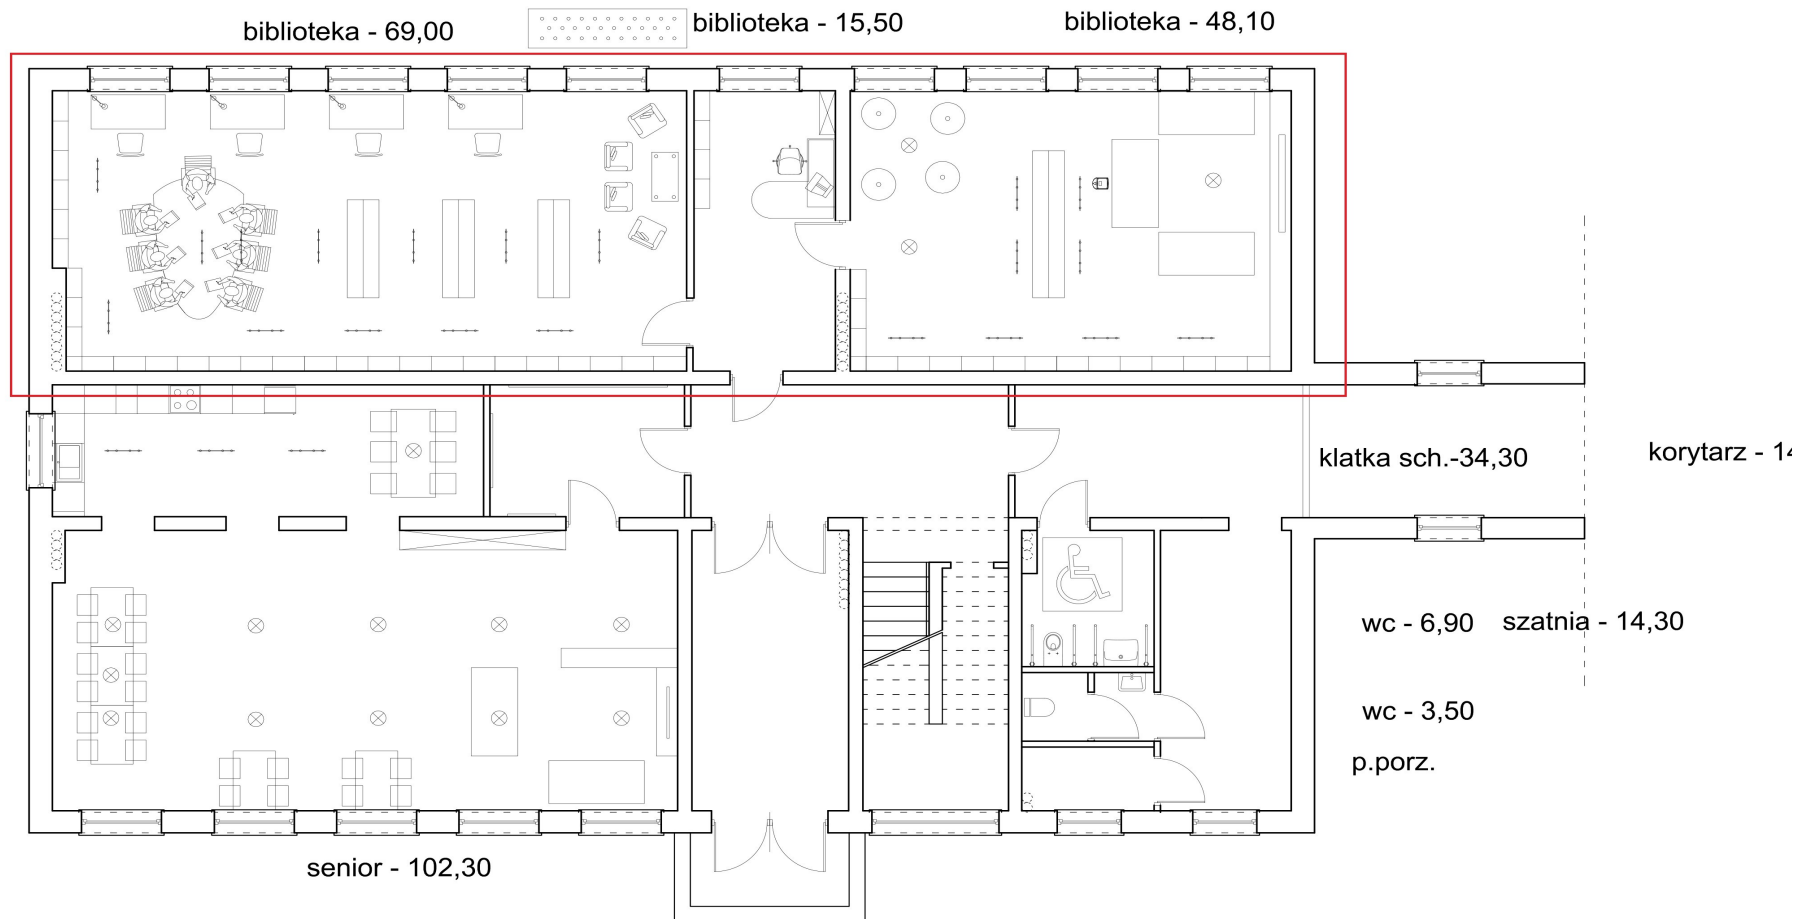 biblioteka - 69,00
biblioteka - 15,50
biblioteka - 48,10
klatka sch.-34,30
korytarz - 14
wc - 6,90
szatnia - 14,30
wc - 3,50
p.porz.
senior - 102,30